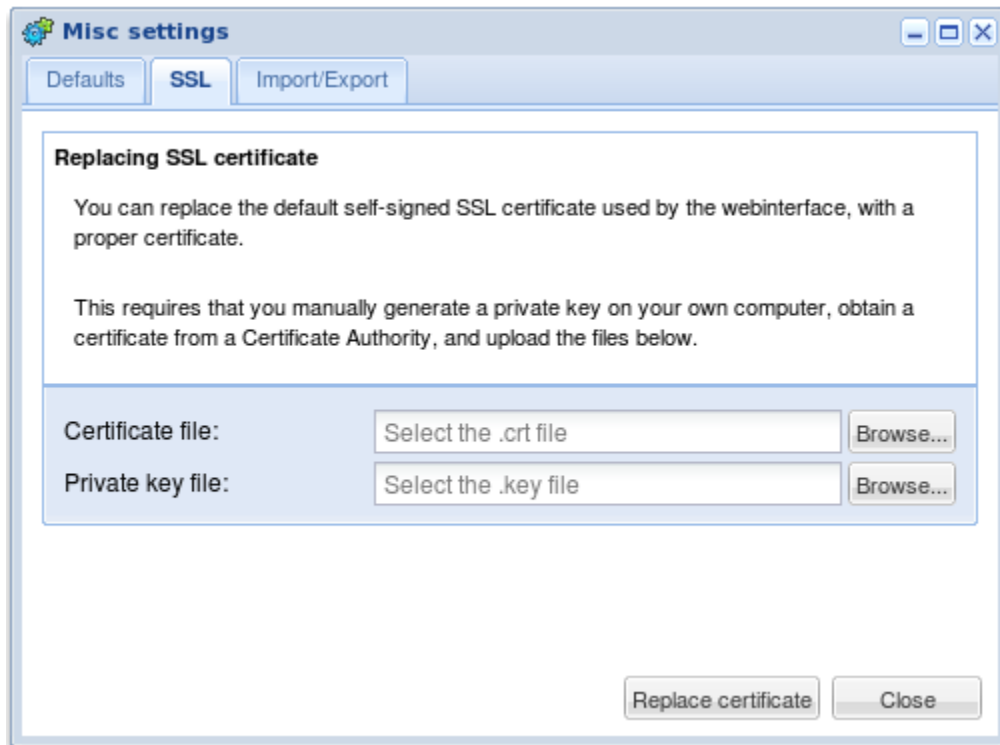 Misc settings
Defaults
SSL
Import/Export
Replacing SSL certificate
You can replace the default self-signed SSL certificate used by the webinterface, with a
proper certificate.
This requires that you manually generate a private key on your own computer, obtain a
certificate from a Certificate Authority, and upload the files below.
Certificate file:
Select the .crt file
Browse...
Private key file:
Select the .key file
Browse...
Replace certificate
Close